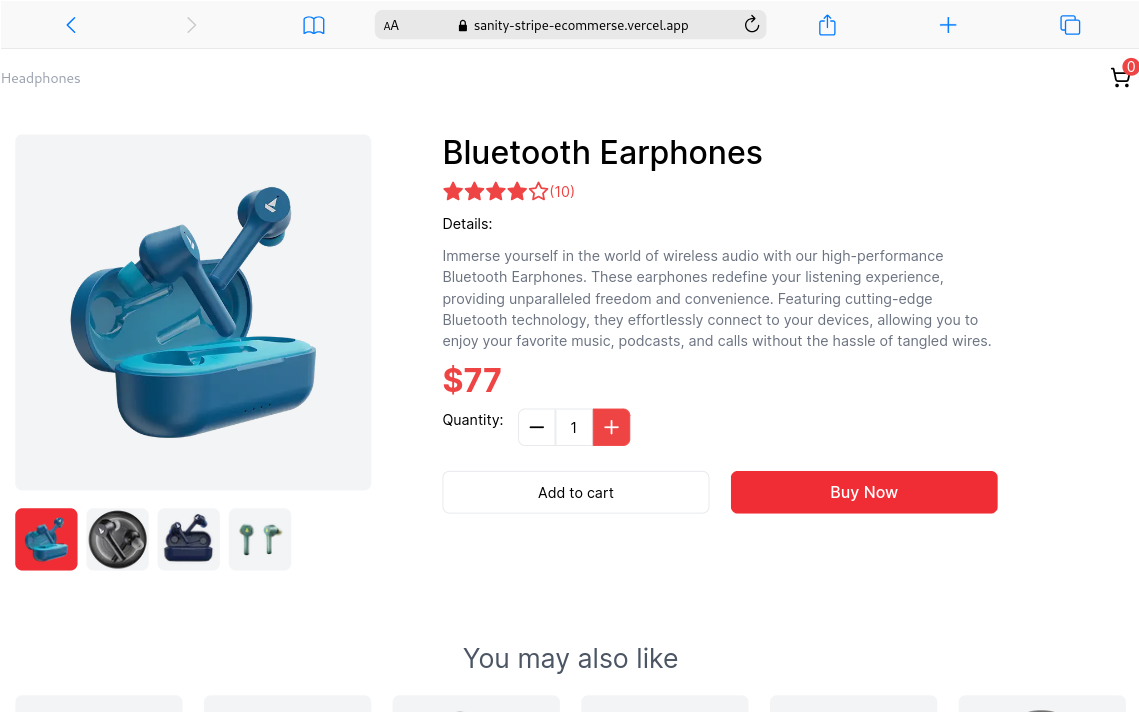 AA
sanity-stripe-ecommerse.vercel.app
Headphones
0
Bluetooth Earphones
(10)
Details:
Immerse yourself in the world of wireless audio with our high-performance
Bluetooth Earphones. These earphones redefine your listening experience,
providing unparalleled freedom and convenience. Featuring cutting-edge
Bluetooth technology, they effortlessly connect to your devices, allowing you to
enjoy your favorite music, podcasts, and calls without the hassle of tangled wires.
$77
Quantity:
1
Add to cart
Buy Now
You may also like